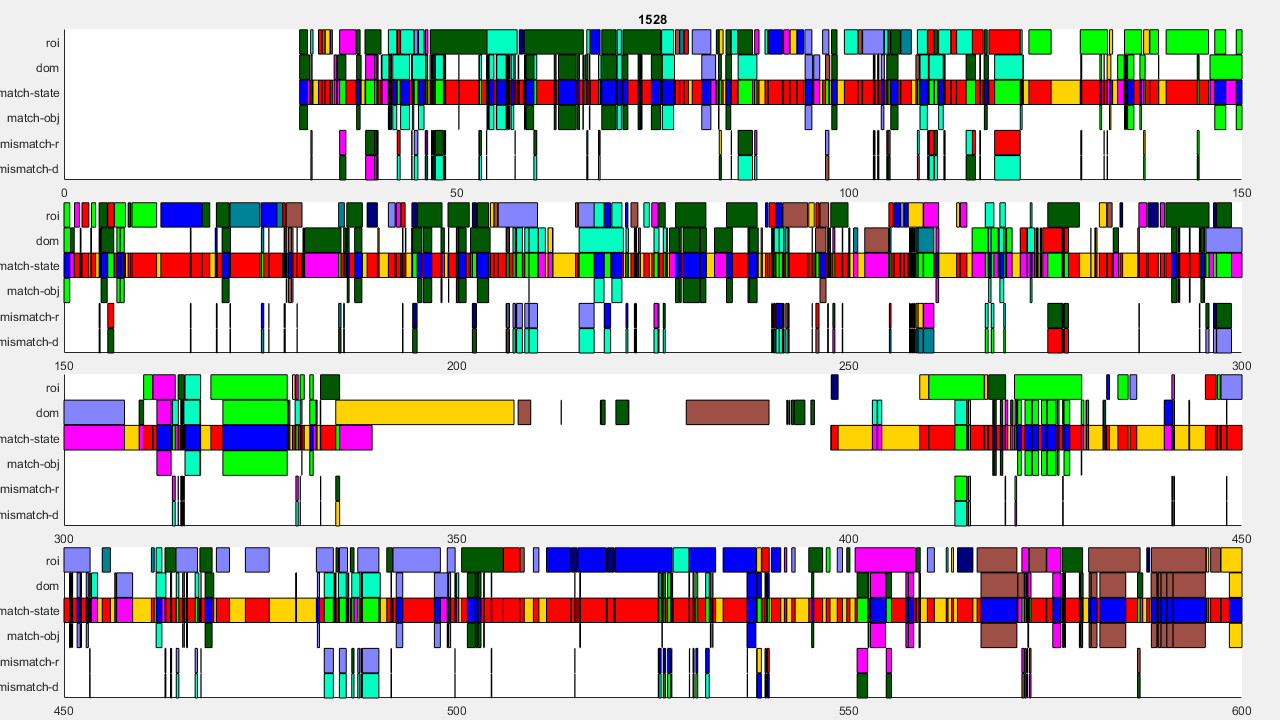 1528
roi
dom
match-state
match-obj
mismatch-r
mismatch-d
0 50 100 150
roi
dom
match-state
match-obj
mismatch-r
mismatch-d
150 200 250 300
roi
dom
match-state
match-obj
mismatch-r
mismatch-d
300 350 400 450
roi
dom
match-state
match-obj
mismatch-r
mismatch-d
450 500 550 600